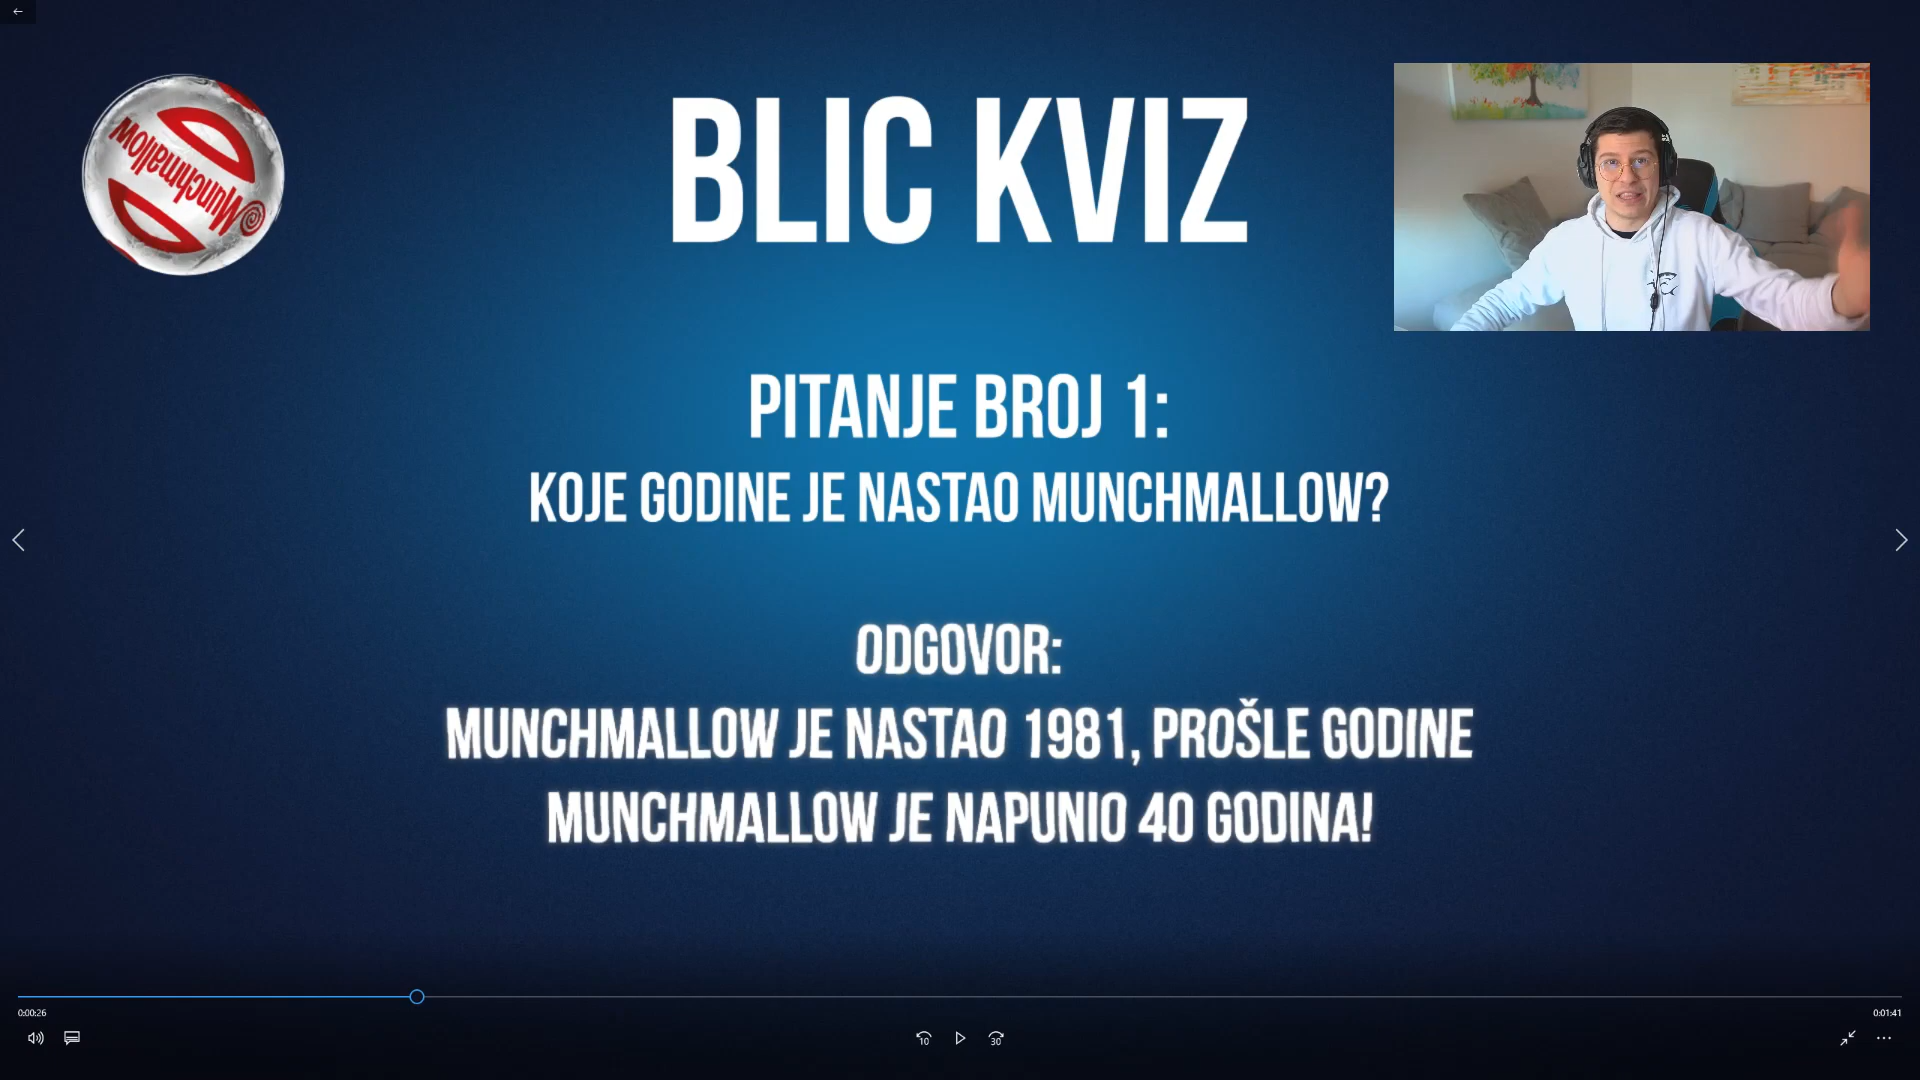 Munchmallow
BLIC KVIZ
PITANJE BROJ 1:
KOJE GODINE JE NASTAO MUNCHMALLOW?
ODGOVOR:
MUNCHMALLOW JE NASTAO 1981, PROŠLE GODINE
MUNCHMALLOW JE NAPUNIO 40 GODINA!
0:00:26
0:01:41
10
30